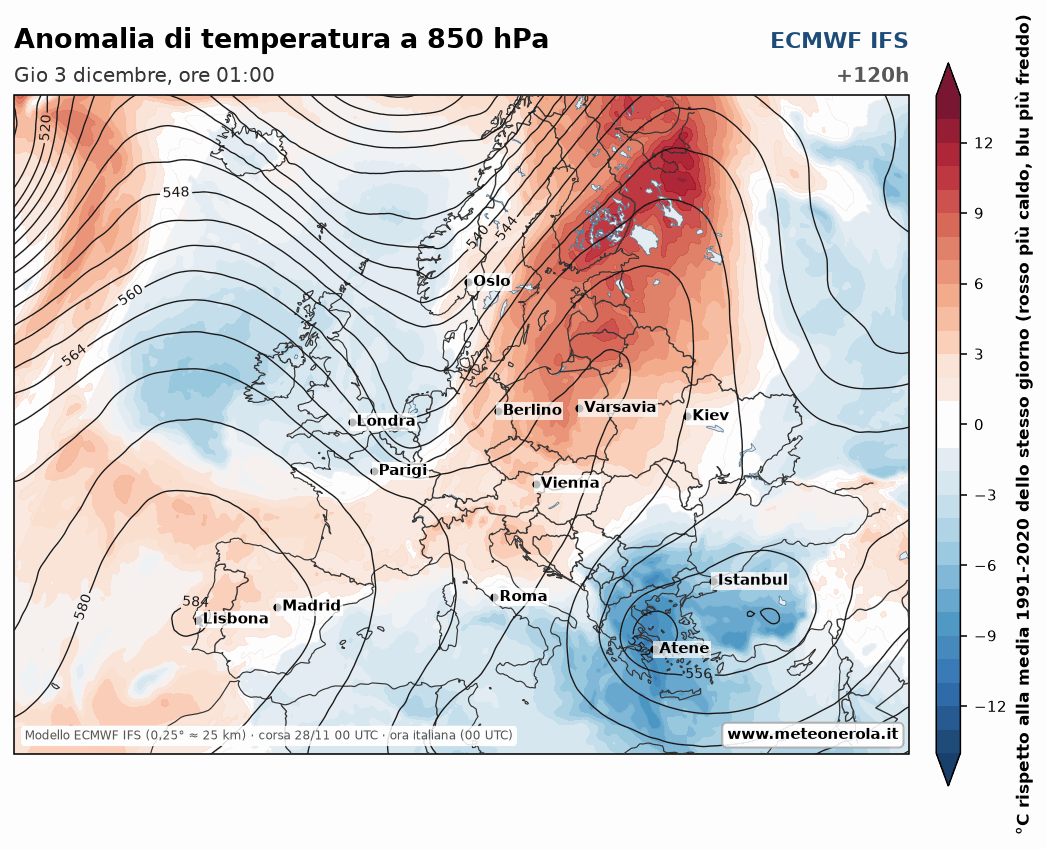 Anomalia di temperatura a 850 hPa
ECMWF IFS
Gio 3 dicembre, ore 01:00
+120h
520
548
540
544
560
564
580
584
556
Oslo
Londra
Berlino
Varsavia
Kiev
Parigi
Vienna
Istanbul
Roma
Madrid
Lisbona
Atene
Modello ECMWF IFS (0,25° ≈ 25 km) · corsa 28/11 00 UTC · ora italiana (00 UTC)
www.meteonerola.it
12
9
6
3
0
−3
−6
−9
−12
°C rispetto alla media 1991-2020 dello stesso giorno (rosso più caldo, blu più freddo)